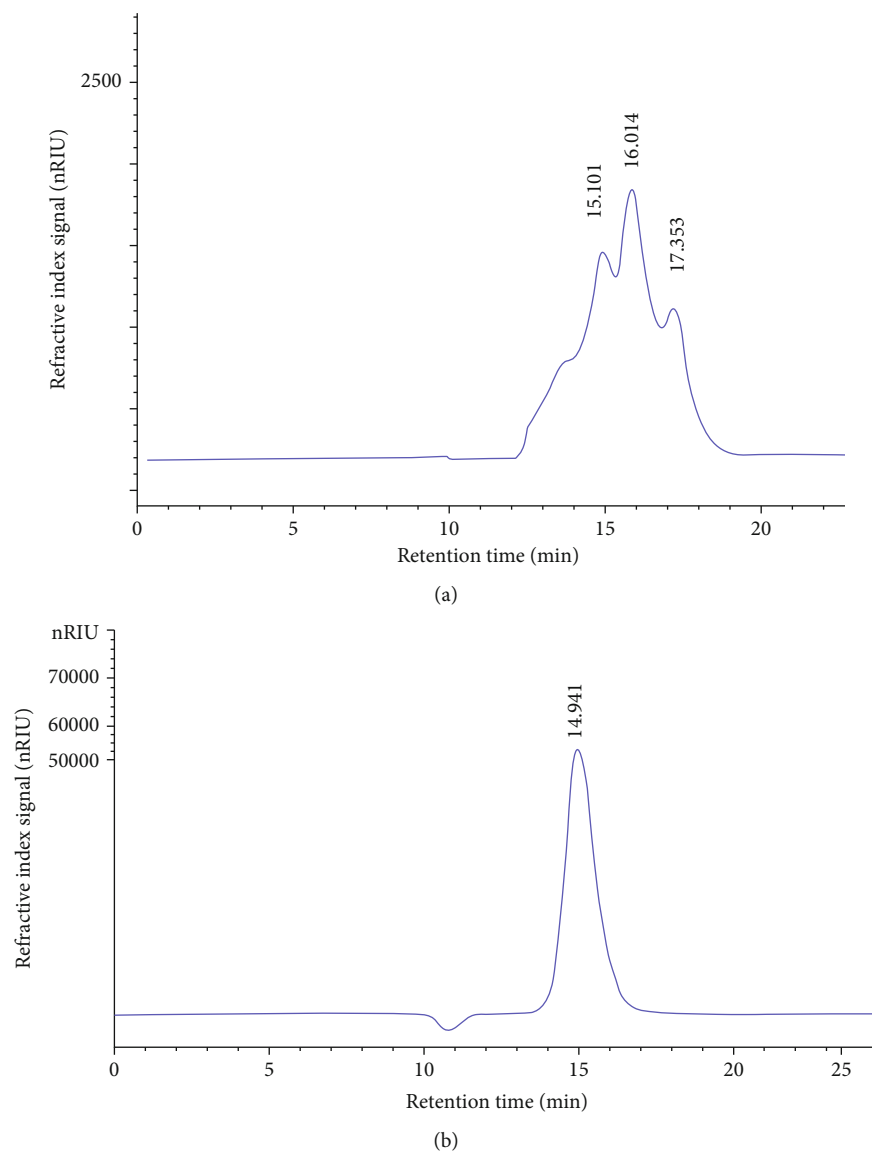 2500
Refractive index signal (nRIU)
15.101
16.014
17.353
0 5 10 15 20
Retention time (min)
(a)
nRIU
70000
60000
50000
Refractive index signal (nRIU)
14.941
0 5 10 15 20 25
Retention time (min)
(b)